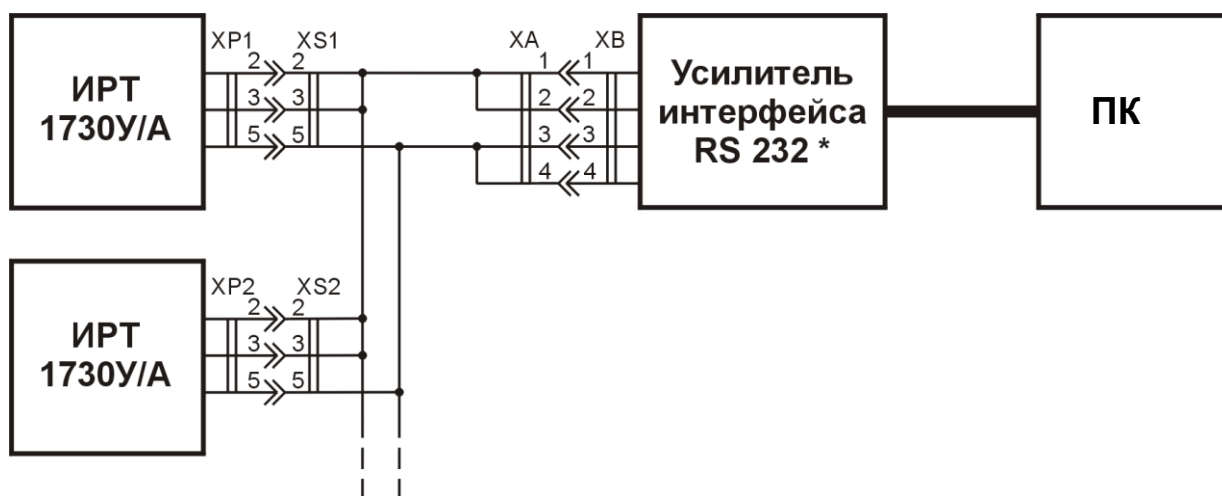 XP1 XS1 XA XB
ИРТ
1730У/А
2 2
3 3
5 5
1 1
2 2
3 3
4 4
Усилитель
интерфейса
RS 232 *
ПК
XP2 XS2
ИРТ
1730У/А
2 2
3 3
5 5